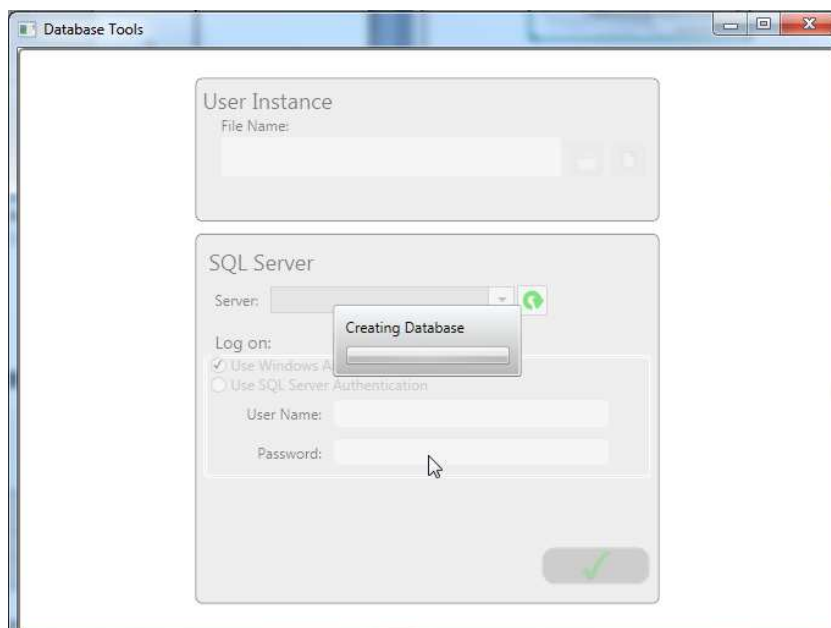 Database Tools
User Instance
File Name:
SQL Server
Server:
Creating Database
Log on:
Use Windows A
Use SQL Server Authentication
User Name:
Password: